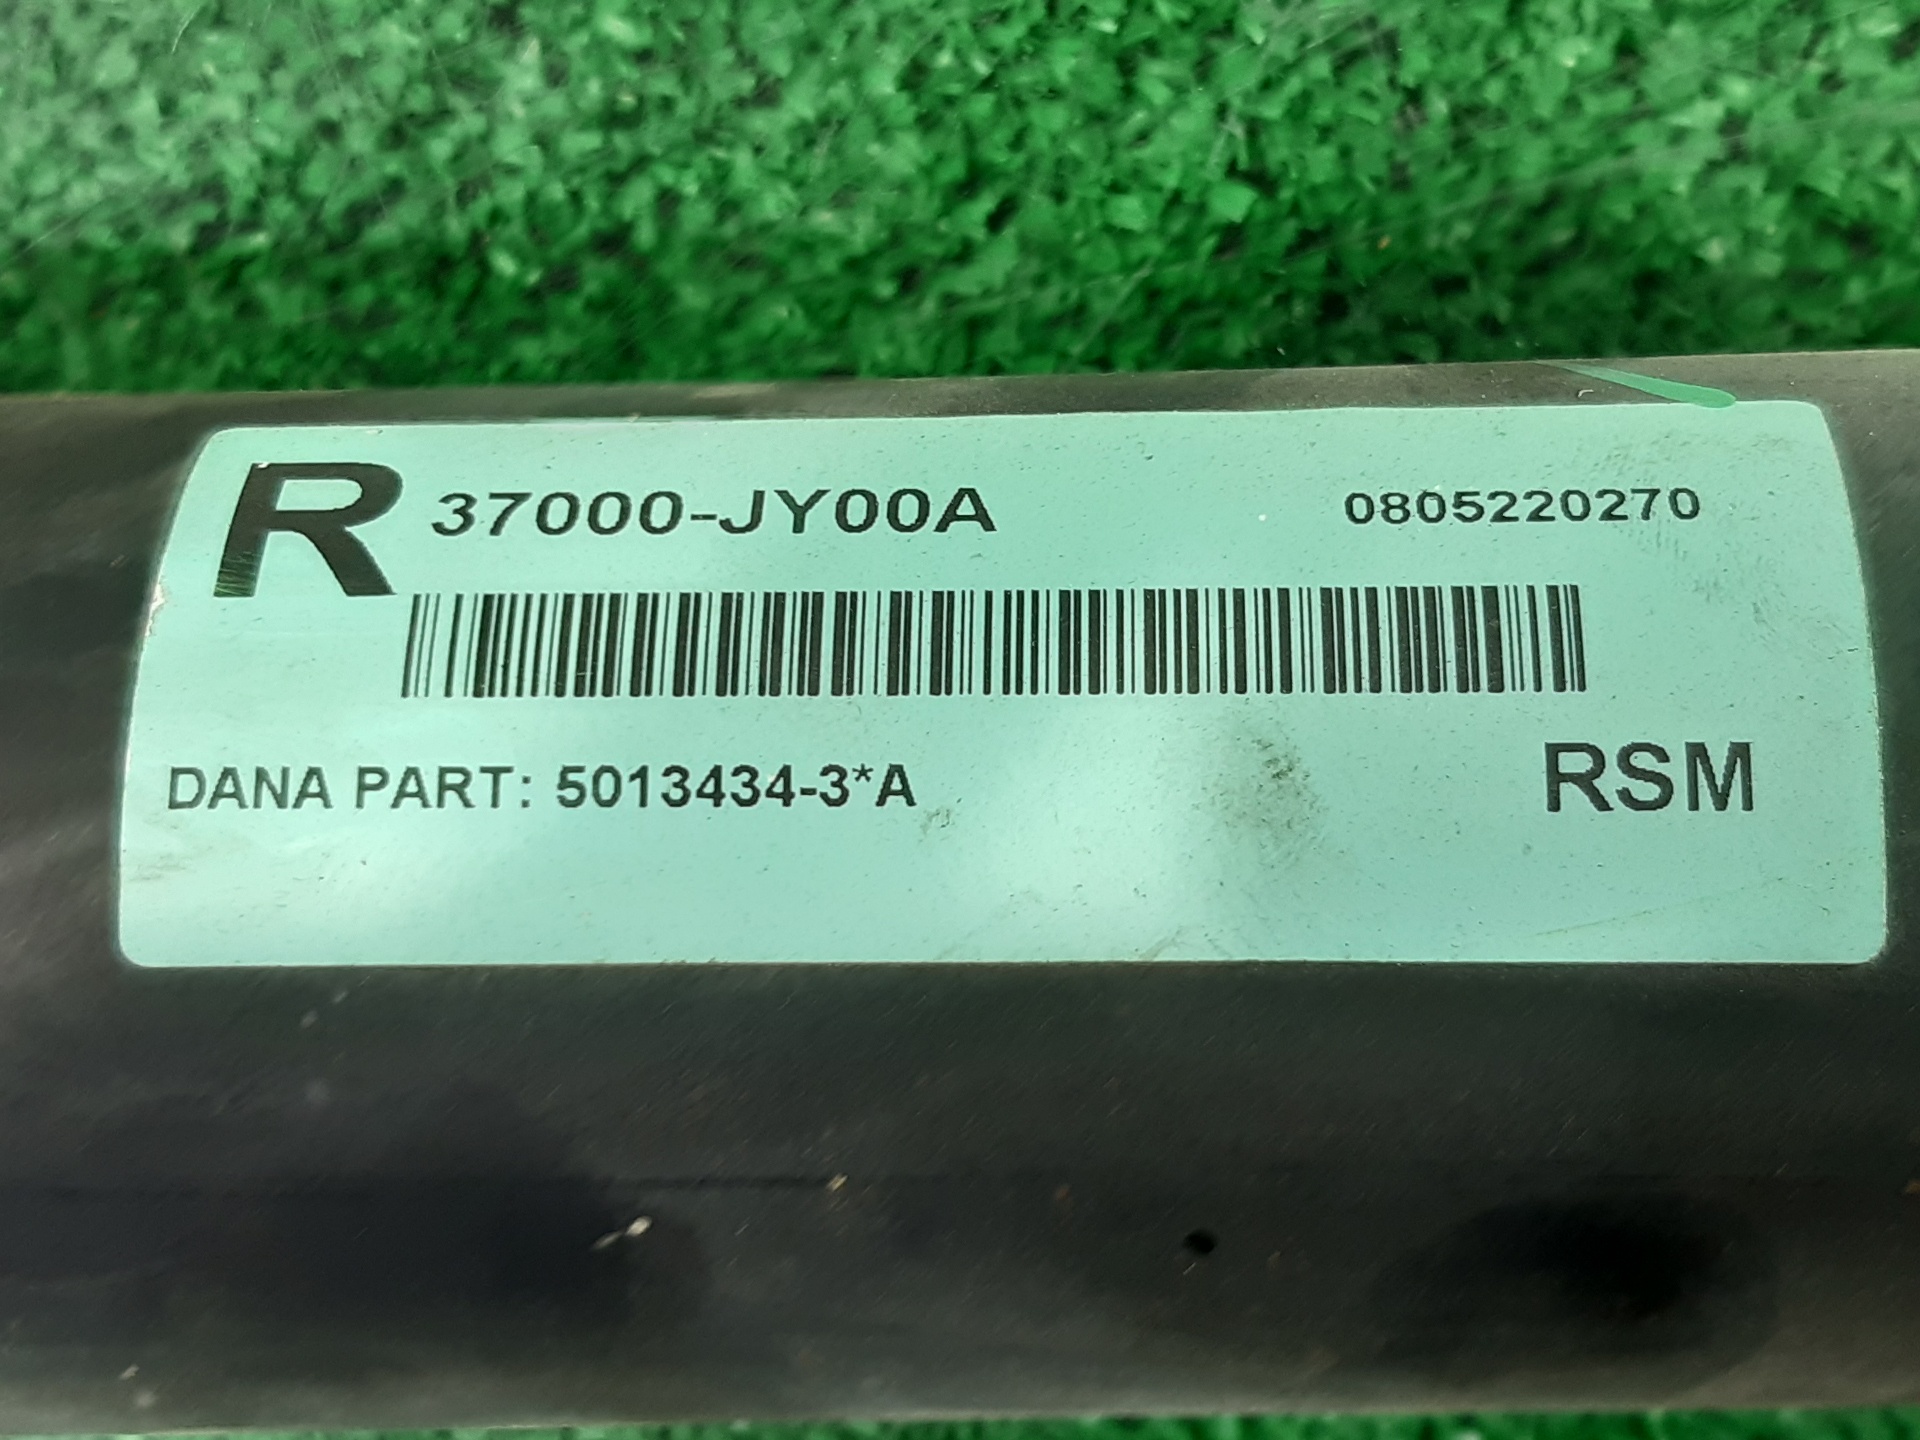 R 37000-JY00A 0805220270
DANA PART: 5013434-3*A RSM